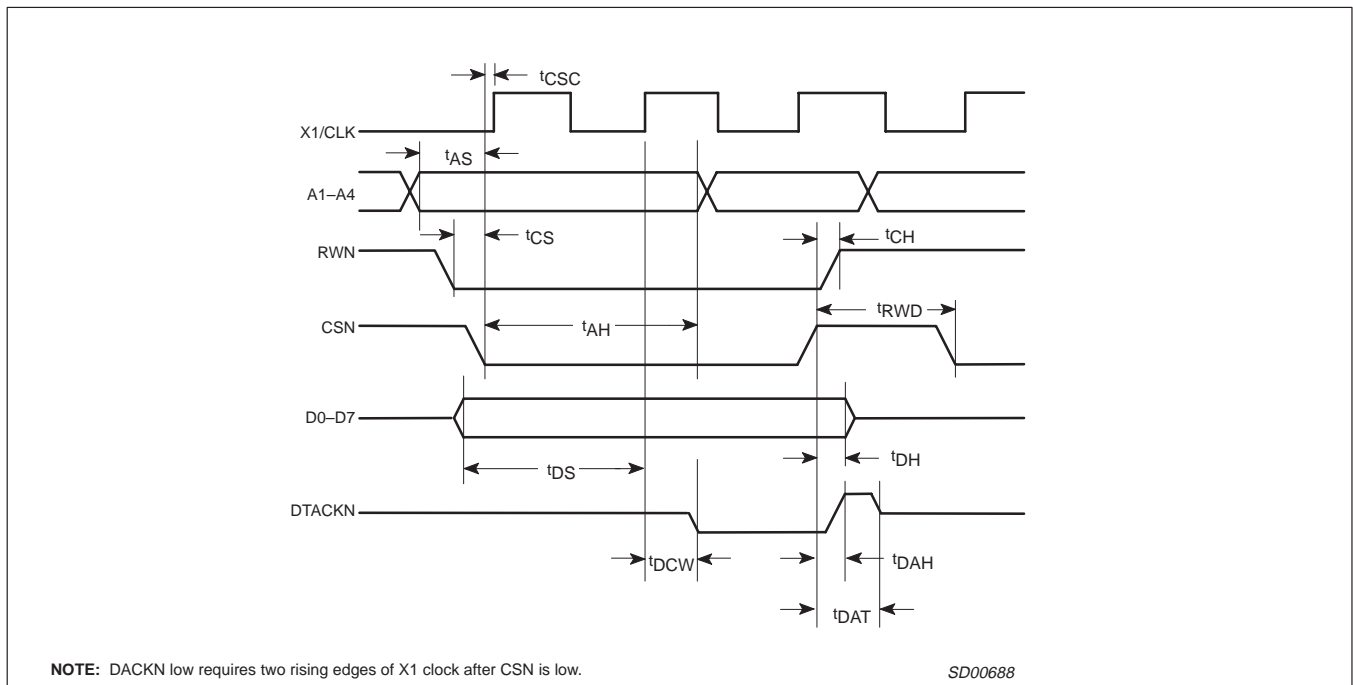 tCSC
X1/CLK
tAS
A1–A4
tCS
tCH
RWN
tRWD
CSN
tAH
D0–D7
tDS
tDH
DTACKN
tDCW
tDAH
tDAT
NOTE: DACKN low requires two rising edges of X1 clock after CSN is low.
SD00688